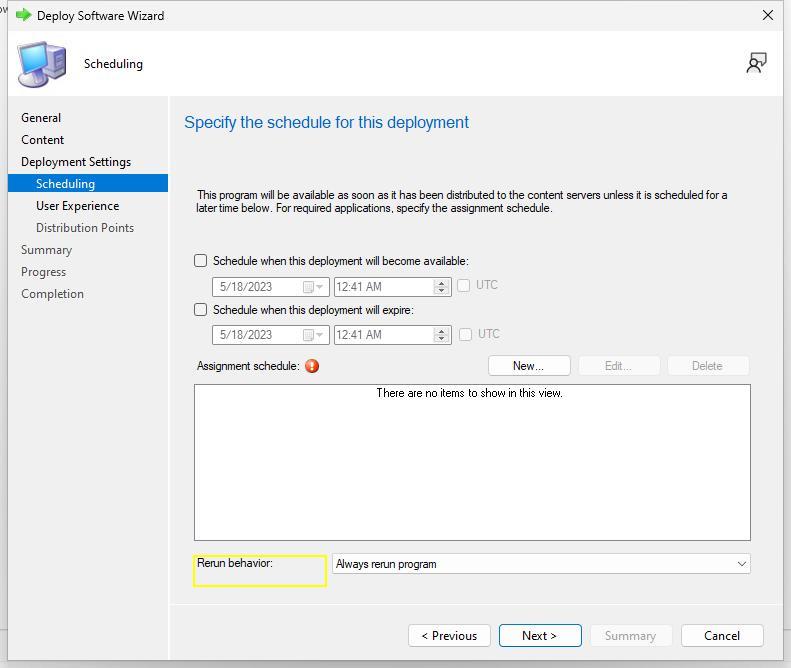 Deploy Software Wizard
Scheduling
General
Content
Deployment Settings
Scheduling
User Experience
Distribution Points
Summary
Progress
Completion
Specify the schedule for this deployment
This program will be available as soon as it has been distributed to the content servers unless it is scheduled for a
later time below. For required applications, specify the assignment schedule.
Schedule when this deployment will become available:
5/18/2023 12:41 AM UTC
Schedule when this deployment will expire:
5/18/2023 12:41 AM UTC
Assignment schedule: New... Edit... Delete
There are no items to show in this view.
Rerun behavior: Always rerun program
< Previous Next > Summary Cancel